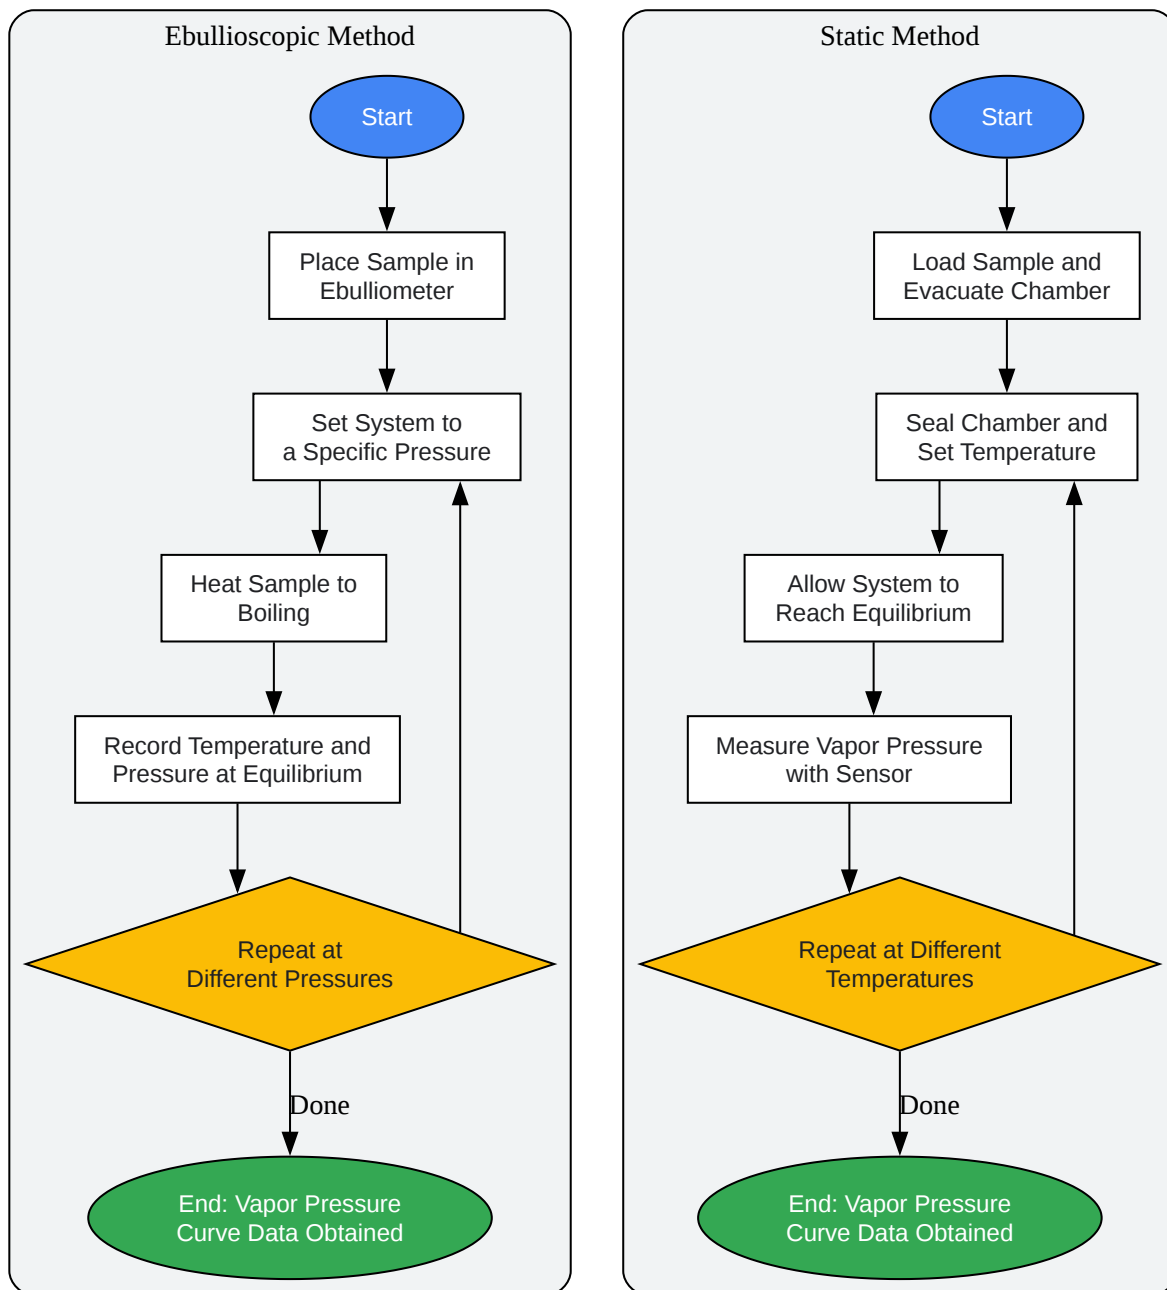 Ebullioscopic Method
Start
Place Sample in
Ebulliometer
Set System to
a Specific Pressure
Heat Sample to
Boiling
Record Temperature and
Pressure at Equilibrium
Repeat at
Different Pressures
Done
End: Vapor Pressure
Curve Data Obtained
Static Method
Start
Load Sample and
Evacuate Chamber
Seal Chamber and
Set Temperature
Allow System to
Reach Equilibrium
Measure Vapor Pressure
with Sensor
Repeat at Different
Temperatures
Done
End: Vapor Pressure
Curve Data Obtained